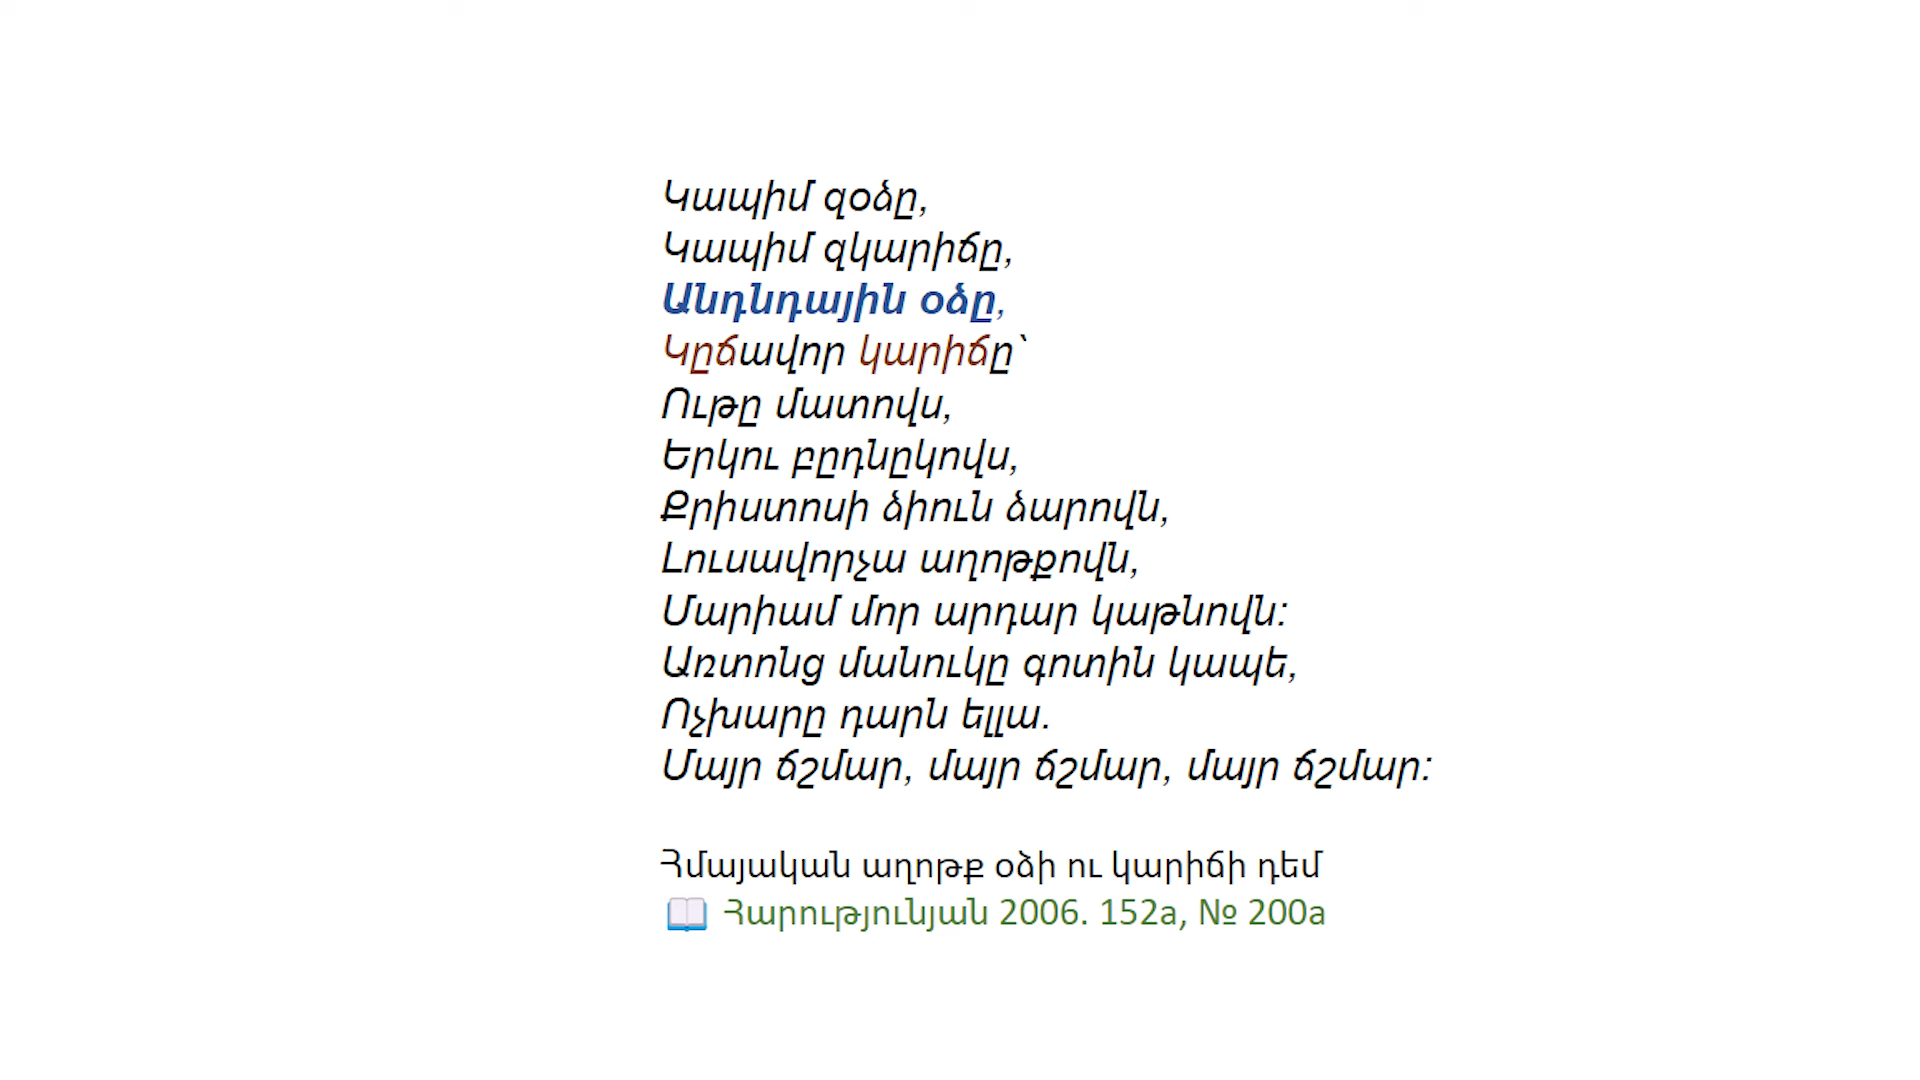 Կապիմ զօձը,
Կապիմ զկարիճը,
Անդնդային օձը,
Կըճավոր կարիճը՝
Ութը մատովս,
Երկու բըդնըկովս,
Քրիստոսի ձիուն ձարովն,
Լուսավորչա աղոթքովն,
Մարիամ մոր արդար կաթնովն:
Առտոնց մանուկը գոտին կապե,
Ոչխարը դարն ելլա.
Մայր ճշմար, մայր ճշմար, մայր ճշմար:
Հմայական աղոթք օձի ու կարիճի դեմ
📖 Հարությունյան 2006. 152a, № 200a